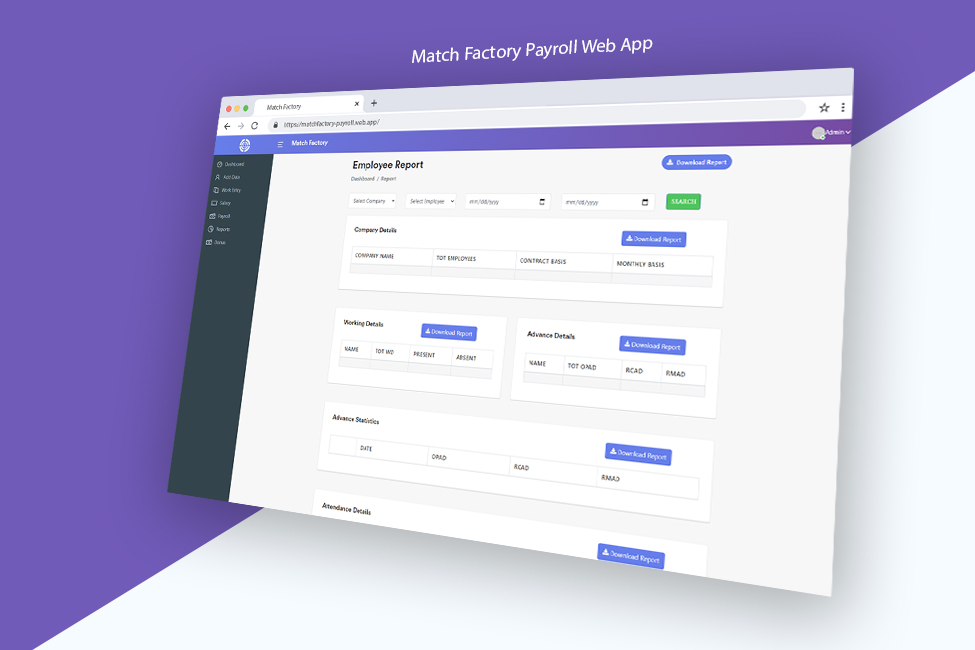 Match Factory Payroll Web App
Match Factory
https://matchfactory-payroll.web.app/
Match Factory
Admin
Dashboard
Add Data
Work Entry
Salary
Payroll
Reports
Employee Report
Download Report
Dashboard / Report
Select Company
Select Employee
mm/dd/yyyy
mm/dd/yyyy
SEARCH
Company Details
Download Report
COMPANY NAME TOT EMPLOYEES CONTRACT BASIS MONTHLY BASIS
Working Details
Download Report
NAME TOT WD PRESENT ABSENT
Advance Details
Download Report
NAME TOT OPAD RCAD RMAD
Advance Statistics
Download Report
DATE OPAD RCAD RMAD
Attendance Details
Download Report